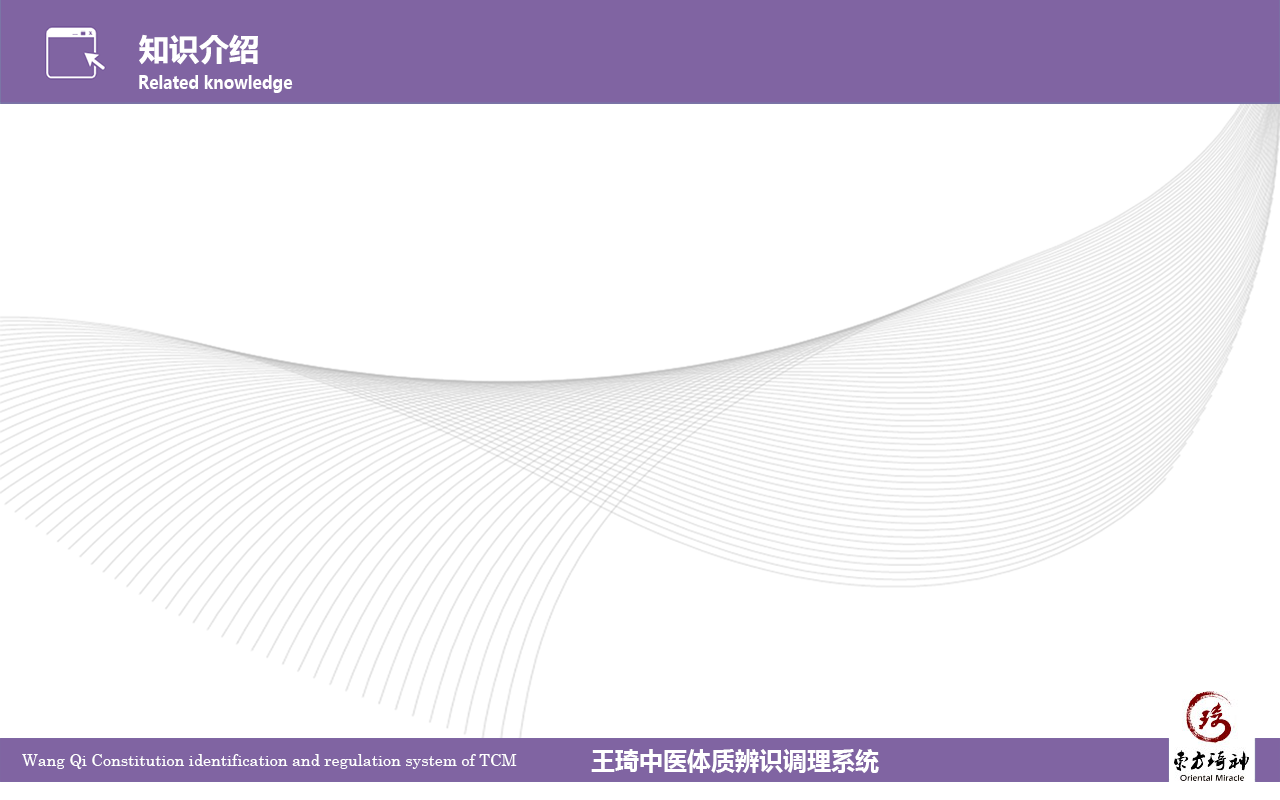 知识介绍
Related knowledge
Wang Qi Constitution identification and regulation system of TCM
王琦中医体质辨识调理系统
琦
东方琦神
Oriental Miracle